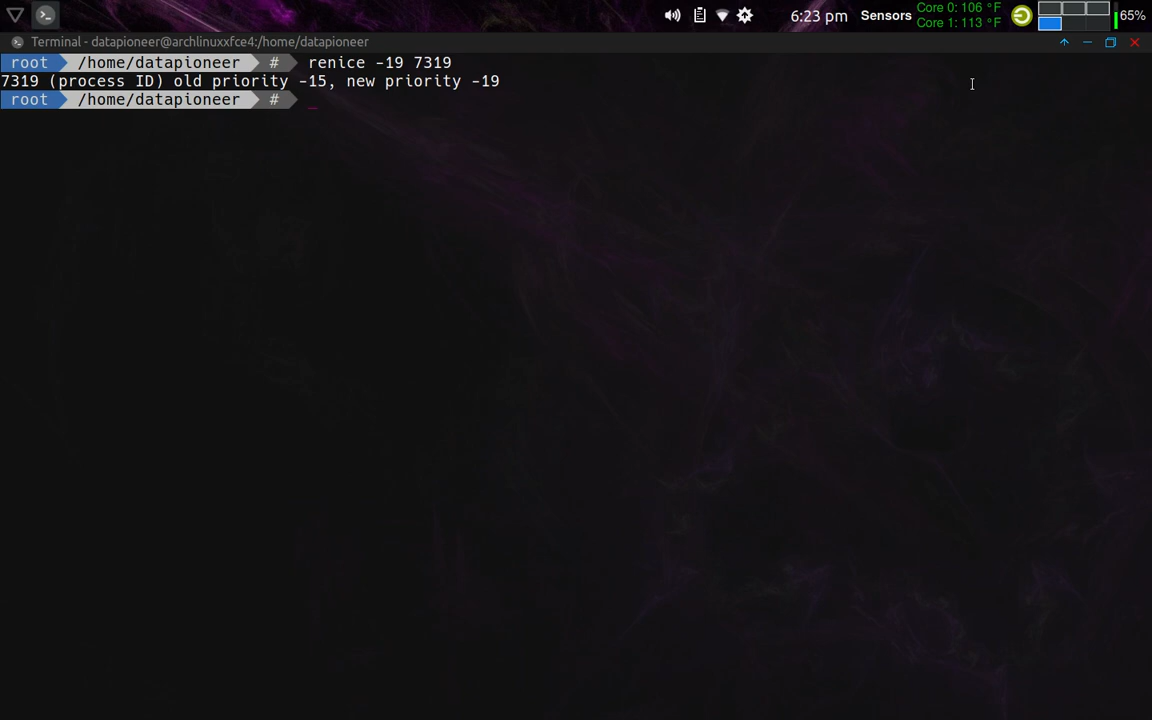 6:23 pm Sensors Core 0: 106 °F
Core 1: 113 °F
65%
Terminal - datapioneer@archlinuxxfce4:/home/datapioneer
root /home/datapioneer # renice -19 7319
7319 (process ID) old priority -15, new priority -19
root /home/datapioneer # _